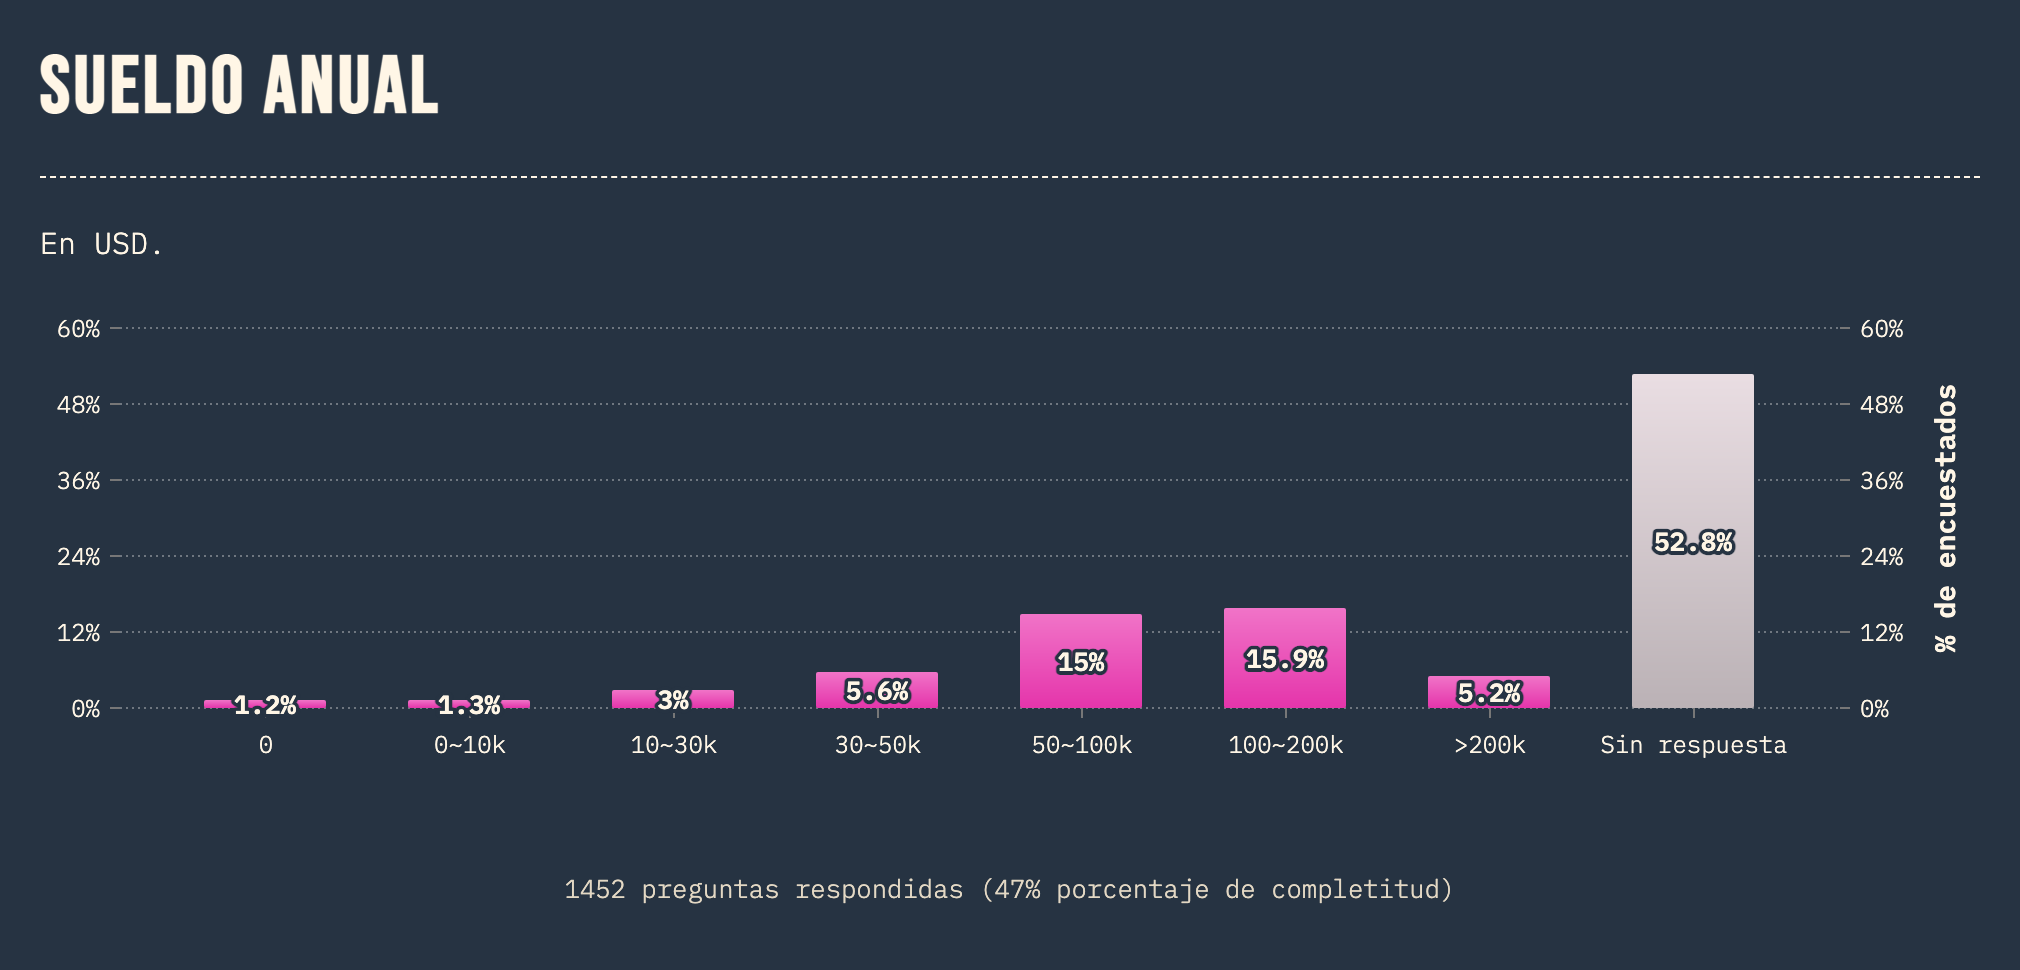 SUELDO ANUAL
En USD.
60% 60%
48% 48%
36% 36%
24% 24%
12% 12%
0% 0%
% de encuestados
1.2% 1.3% 3% 5.6% 15% 15.9% 5.2% 52.8%
0 0~10k 10~30k 30~50k 50~100k 100~200k >200k Sin respuesta
1452 preguntas respondidas (47% porcentaje de completitud)